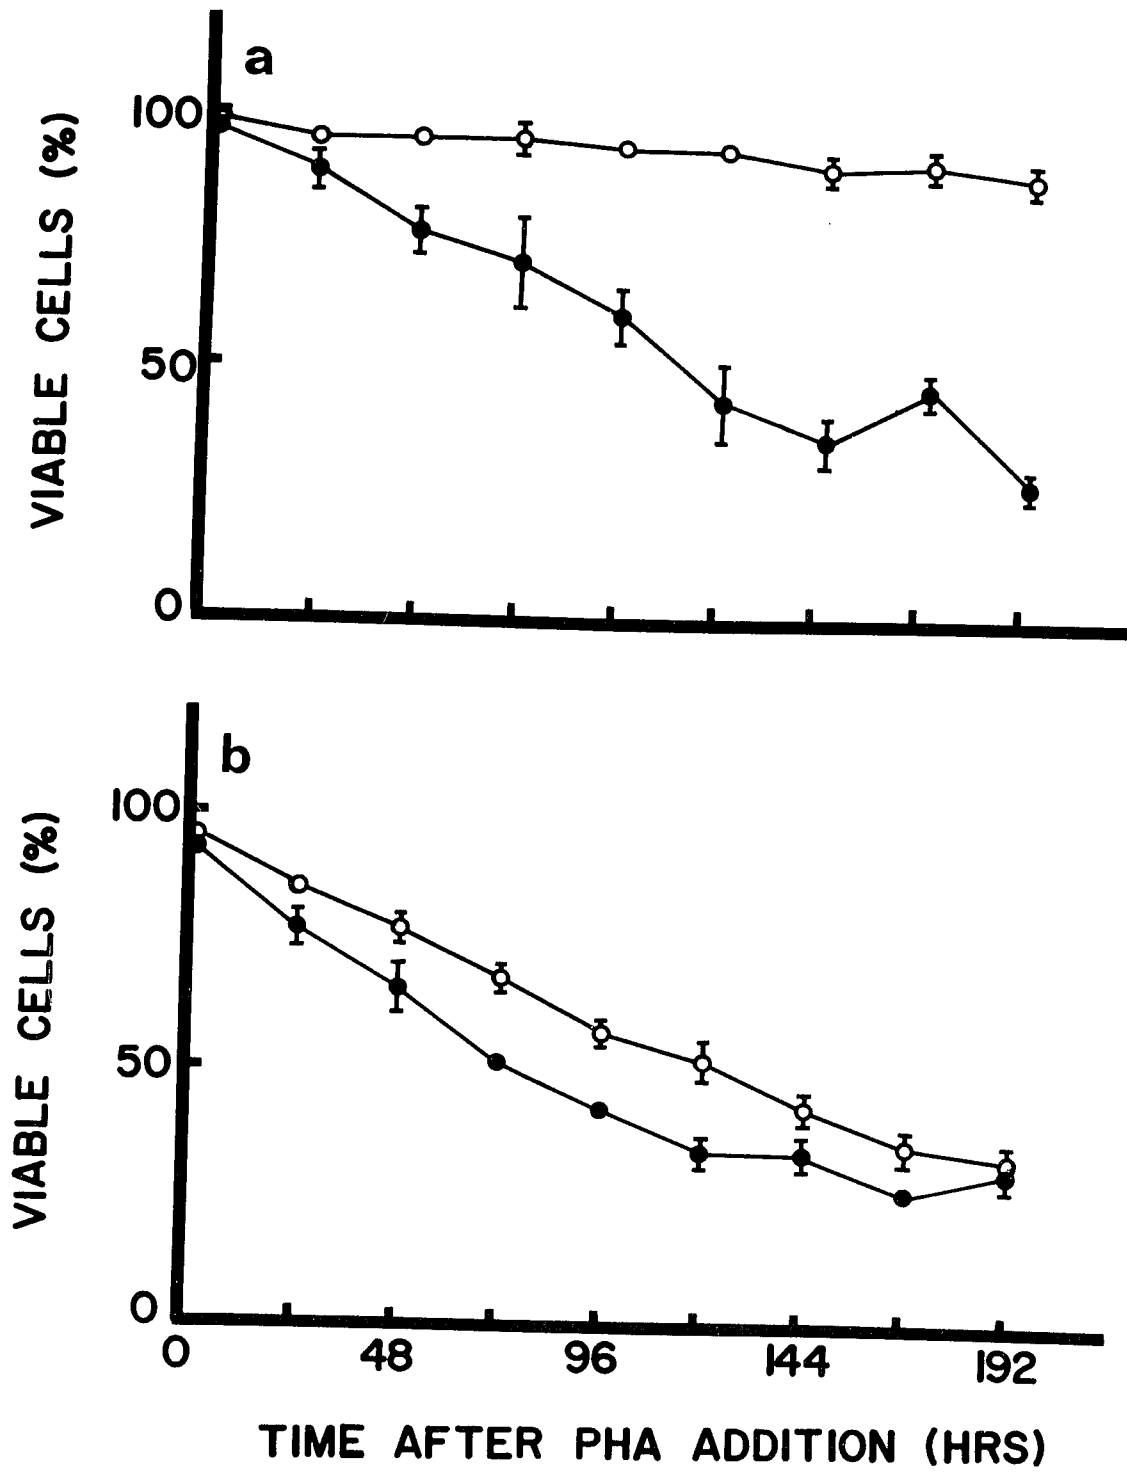 a
100
50
0
VIABLE CELLS (%)
b
100
50
0
VIABLE CELLS (%)
0 48 96 144 192
TIME AFTER PHA ADDITION (HRS)